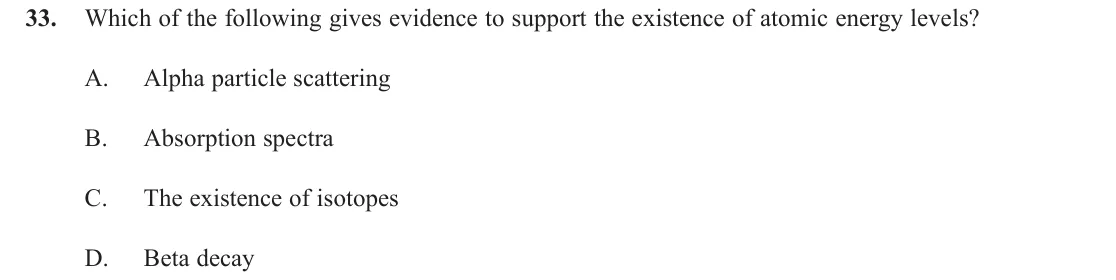 33. Which of the following gives evidence to support the existence of atomic energy levels?
A. Alpha particle scattering
B. Absorption spectra
C. The existence of isotopes
D. Beta decay